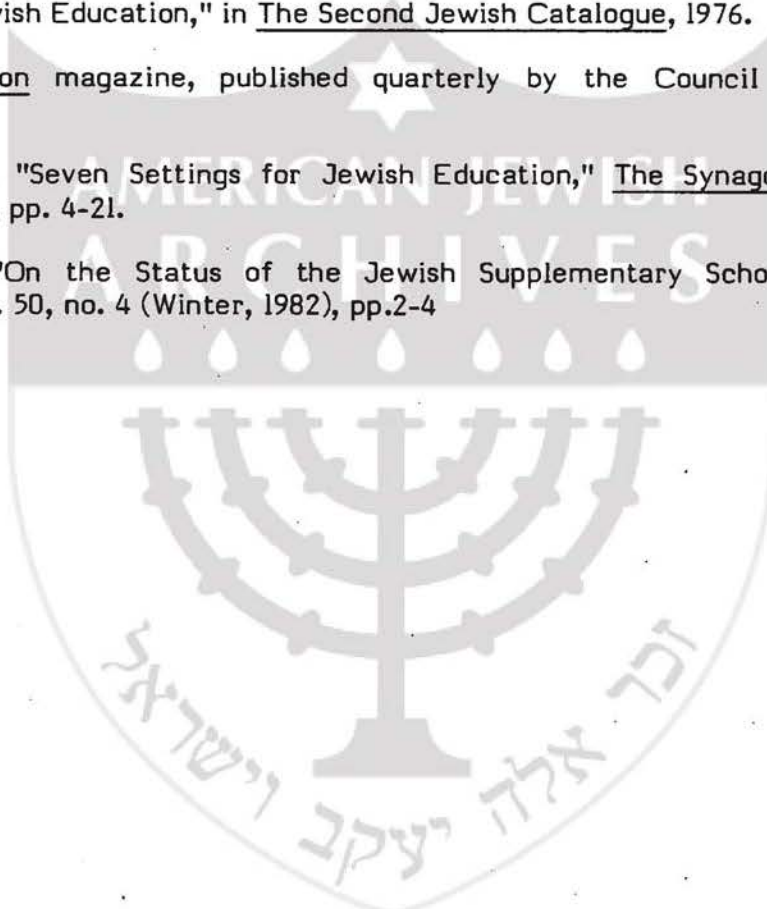 wish Education," in The Second Jewish Catalogue, 1976.
on magazine, published quarterly by the Council
"Seven Settings for Jewish Education," The Synag
pp. 4-21.
"On the Status of the Jewish Supplementary Scho
. 50, no. 4 (Winter, 1982), pp.2-4
AMERICAN JEWISH
ARCHIVES
זכר אלה יעקב וישראל